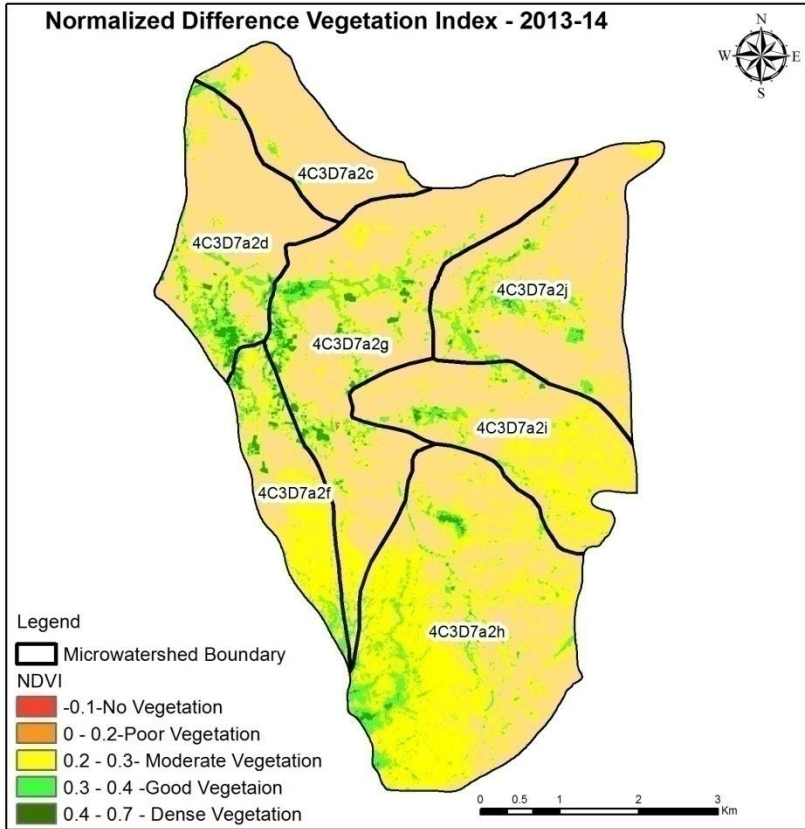 Normalized Difference Vegetation Index - 2013-14
N
W E
S
4C3D7a2c
4C3D7a2d
4C3D7a2j
4C3D7a2g
4C3D7a2i
4C3D7a2f
4C3D7a2h
Legend
Microwatershed Boundary
NDVI
-0.1-No Vegetation
0 - 0.2-Poor Vegetation
0.2 - 0.3- Moderate Vegetation
0.3 - 0.4 -Good Vegetaion
0.4 - 0.7 - Dense Vegetation
0 0.5 1 2 3
Km